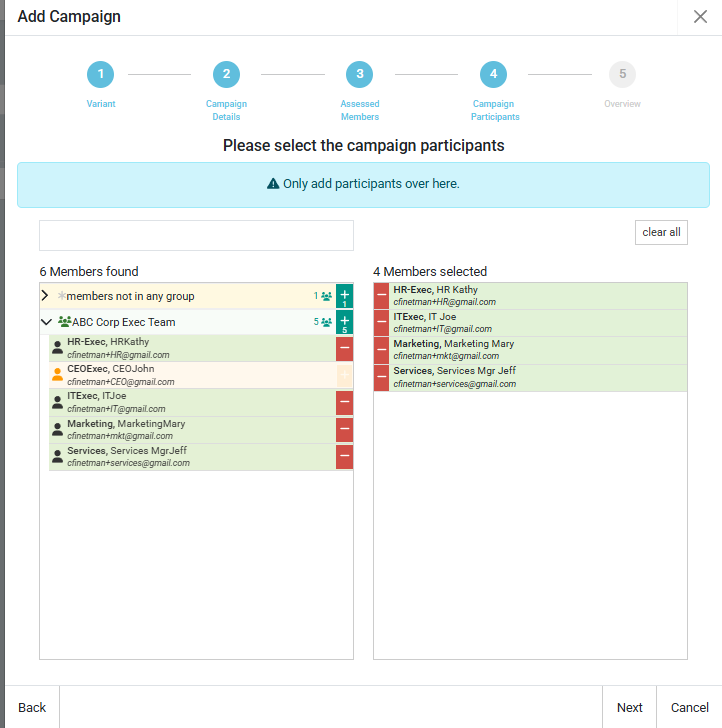 Add Campaign
1
2
3
4
5
Variant
Campaign
Details
Assessed
Members
Campaign
Participants
Overview
Please select the campaign participants
Only add participants over here.
clear all
6 Members found
4 Members selected
*members not in any group 1 + 1
ABC Corp Exec Team 5 + 5
HR-Exec, HRKathy
cfinetman+HR@gmail.com
CEOExec, CEOJohn
cfinetman+CEO@gmail.com
ITExec, ITJoe
cfinetman+IT@gmail.com
Marketing, MarketingMary
cfinetman+mkt@gmail.com
Services, Services MgrJeff
cfinetman+services@gmail.com
HR-Exec, HR Kathy
cfinetman+HR@gmail.com
ITExec, IT Joe
cfinetman+IT@gmail.com
Marketing, Marketing Mary
cfinetman+mkt@gmail.com
Services, Services Mgr Jeff
cfinetman+services@gmail.com
Back
Next
Cancel